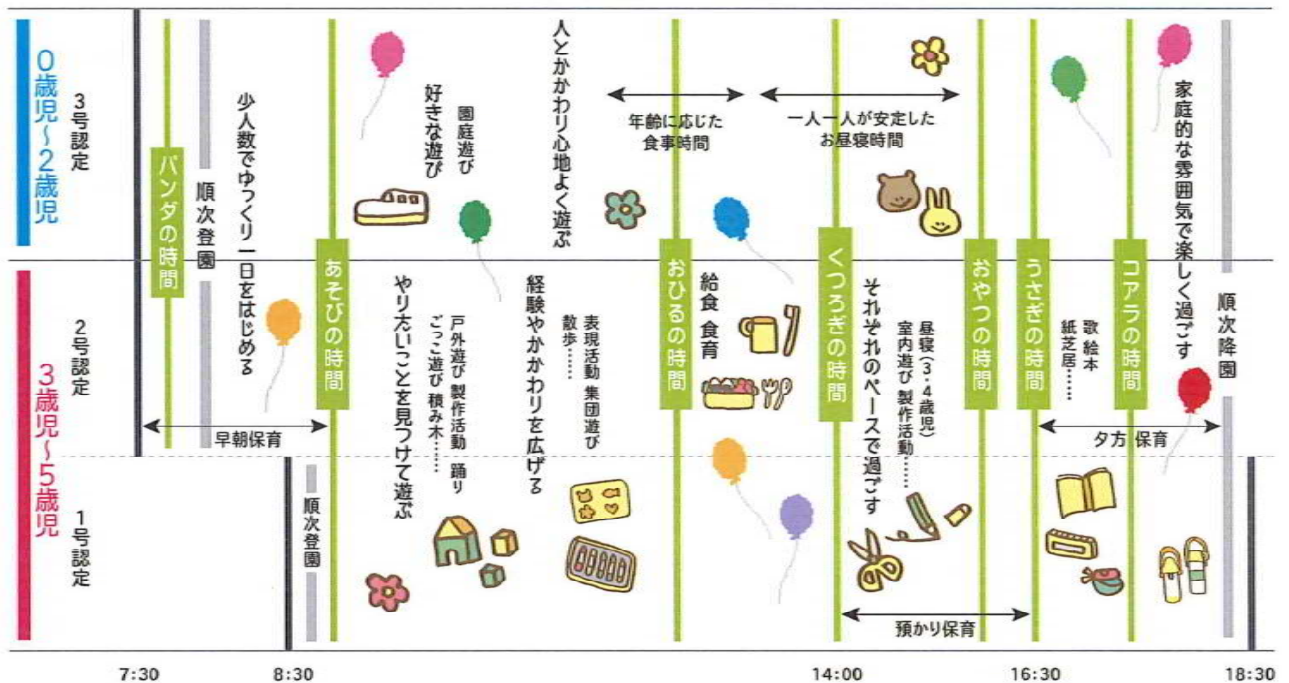 0歳児〜2歳児
3号認定
3歳児〜5歳児
2号認定
1号認定
パンダの時間
順次登園
少人数でゆっくり一日をはじめる
早朝保育
順次登園
あそびの時間
園庭遊び
好きな遊び
人とかかわり心地よく遊ぶ
戸外遊び 製作活動 踊り
ごっこ遊び 積み木……
やりたいことを見つけて遊ぶ
表現活動 集団遊び
散歩……
経験やかかわりを広げる
年齢に応じた
食事時間
おひるの時間
給食 食育
一人一人が安定した
お昼寝時間
くつろぎの時間
昼寝（3・4歳児）
室内遊び 製作活動……
それぞれのペースで過ごす
預かり保育
おやつの時間
うさぎの時間
歌 絵本
紙芝居……
コアラの時間
家庭的な雰囲気で楽しく過ごす
夕方 保育
順次降園
7:30
8:30
14:00
16:30
18:30